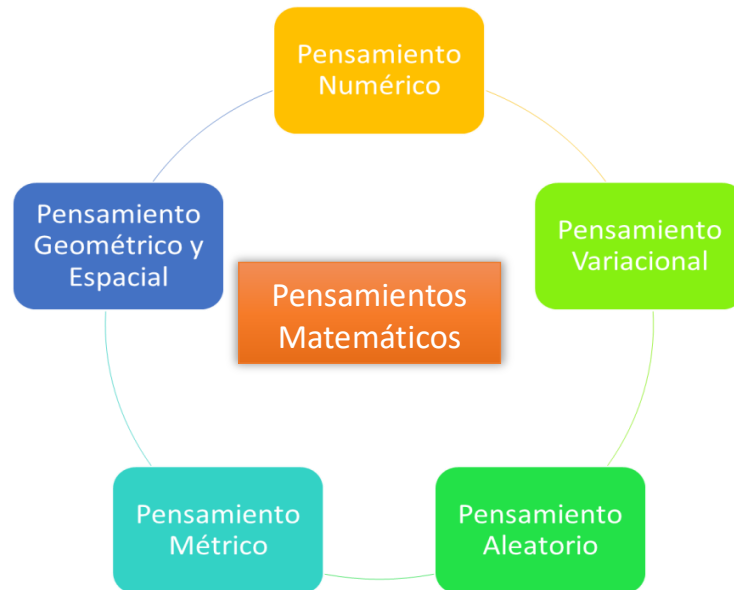 Pensamiento
Numérico
Pensamiento
Geométrico y
Espacial
Pensamiento
Variacional
Pensamientos
Matemáticos
Pensamiento
Métrico
Pensamiento
Aleatorio